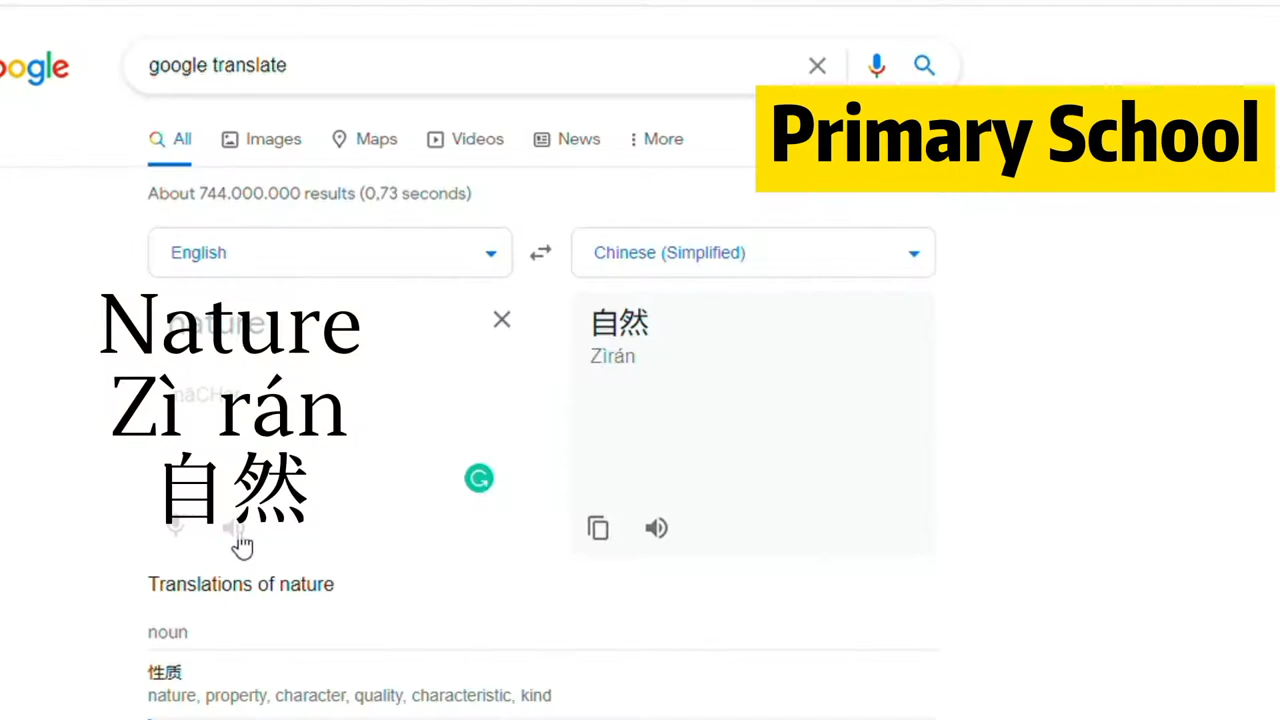 oogle
google translate
Primary School
All Images Maps Videos News More
About 744.000.000 results (0,73 seconds)
English
Chinese (Simplified)
nature
Nature
自然
Zìrán
Zì rán
自然
Translations of nature
noun
性质
nature, property, character, quality, characteristic, kind